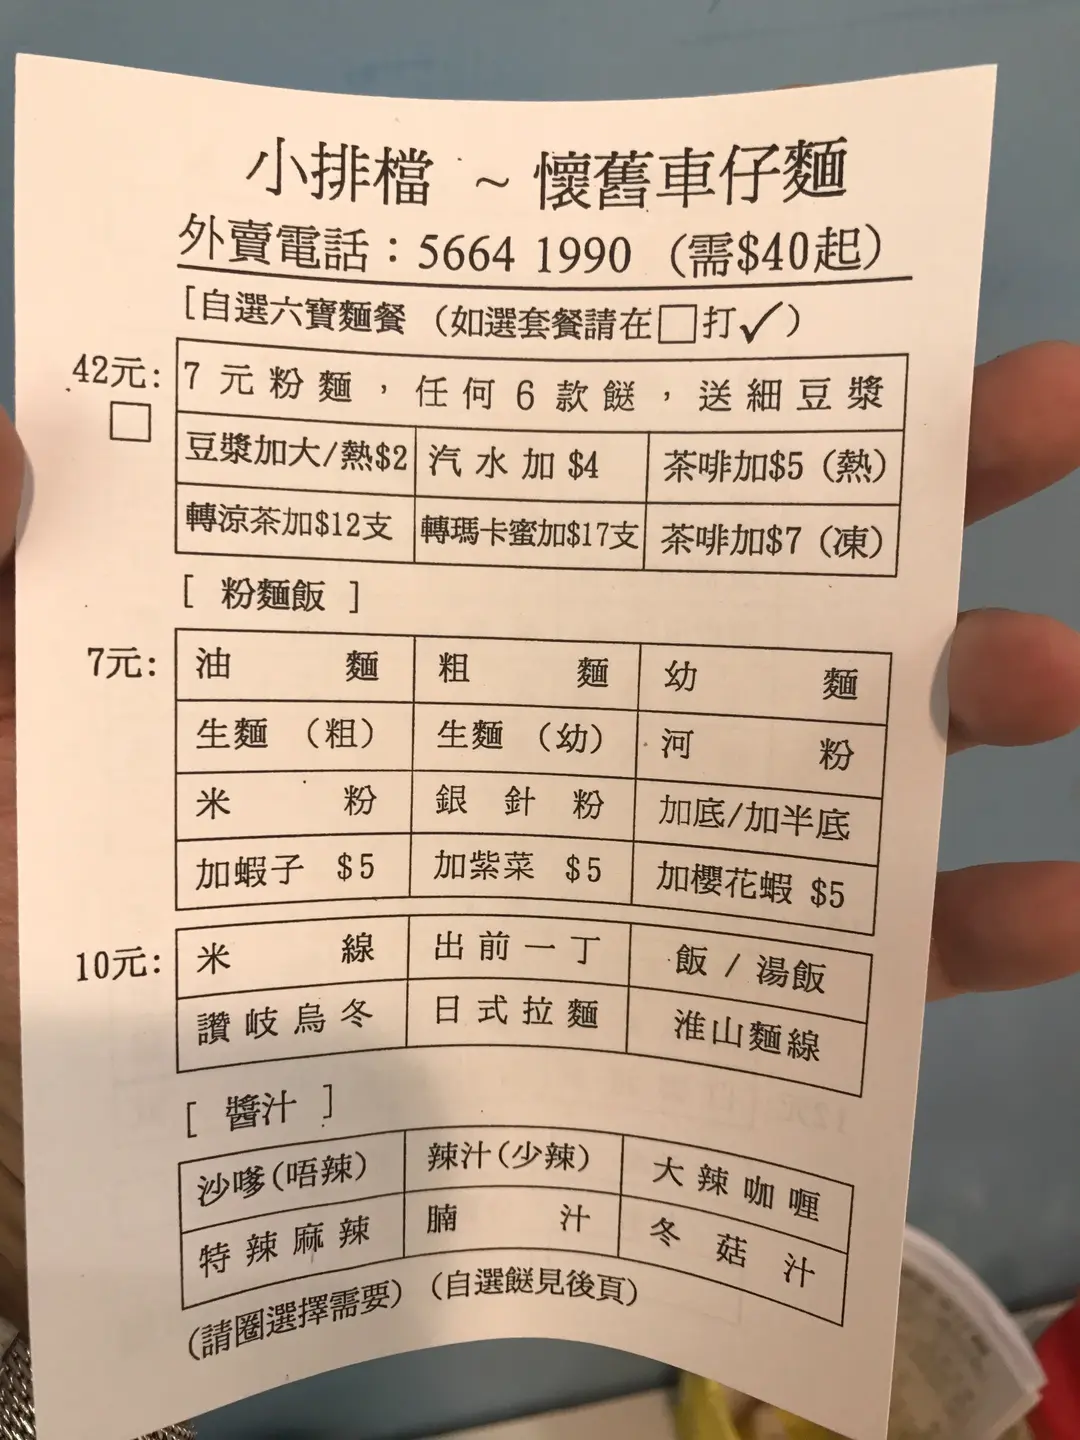 小排檔 ~ 懷舊車仔麵
外賣電話：5664 1990（需$40起）
[自選六寶麵餐（如選套餐請在□打✓）
42元: □ 7元粉麵，任何6款餸，送細豆漿
豆漿加大/熱$2 汽水加 $4 茶啡加$5（熱）
轉涼茶加$12支 轉瑪卡蜜加$17支 茶啡加$7（凍）
[ 粉麵飯 ]
7元: 油麵 粗麵 幼麵
生麵（粗） 生麵（幼） 河粉
米粉 銀針粉 加底/加半底
加蝦子 $5 加紫菜 $5 加櫻花蝦 $5
10元: 米線 出前一丁 飯/湯飯
讚岐烏冬 日式拉麵 淮山麵線
[ 醬汁 ]
沙嗲(唔辣) 辣汁(少辣) 大辣咖喱
特辣麻辣 腩汁 冬菇汁
(請圈選擇需要) (自選餸見後頁)